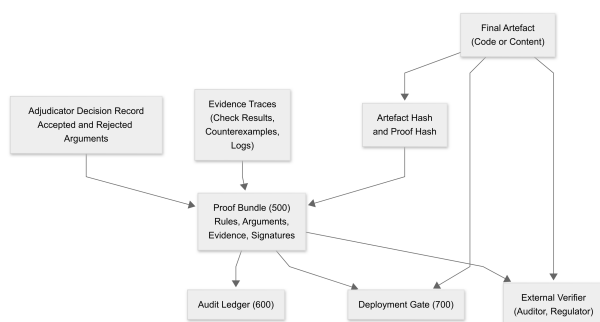 Final Artefact
(Code or Content)
Adjudicator Decision Record
Accepted and Rejected
Arguments
Evidence Traces
(Check Results,
Counterexamples,
Logs)
Artefact Hash
and Proof Hash
Proof Bundle (500)
Rules, Arguments,
Evidence, Signatures
Audit Ledger (600)
Deployment Gate (700)
External Verifier
(Auditor, Regulator)